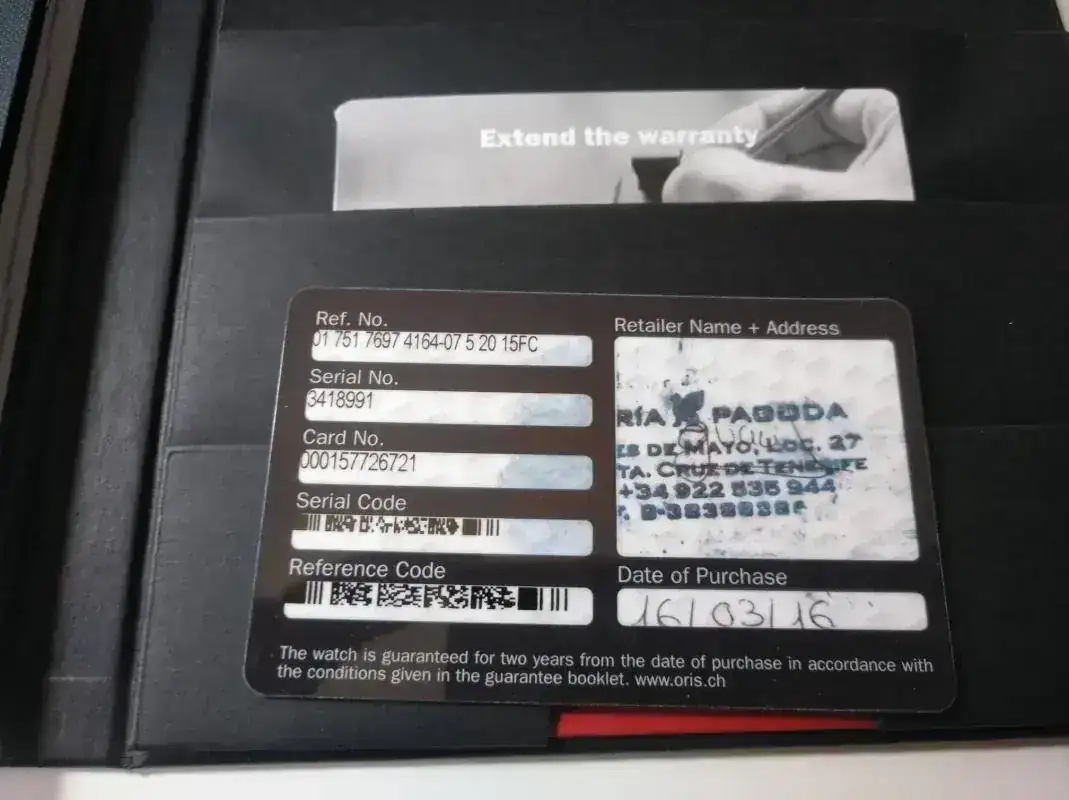 Extend the warranty
Ref. No.
01 751 7697 4164-07 5 20 15FC
Serial No.
3418991
Card No.
000157726721
Serial Code
Reference Code
Retailer Name + Address
RÍA PAGODA
ES DE MAYO, LOC. 27
TA. CRUZ DE TENERIFE
+34 922 535 944
Date of Purchase
16/03/16
The watch is guaranteed for two years from the date of purchase in accordance with
the conditions given in the guarantee booklet. www.oris.ch